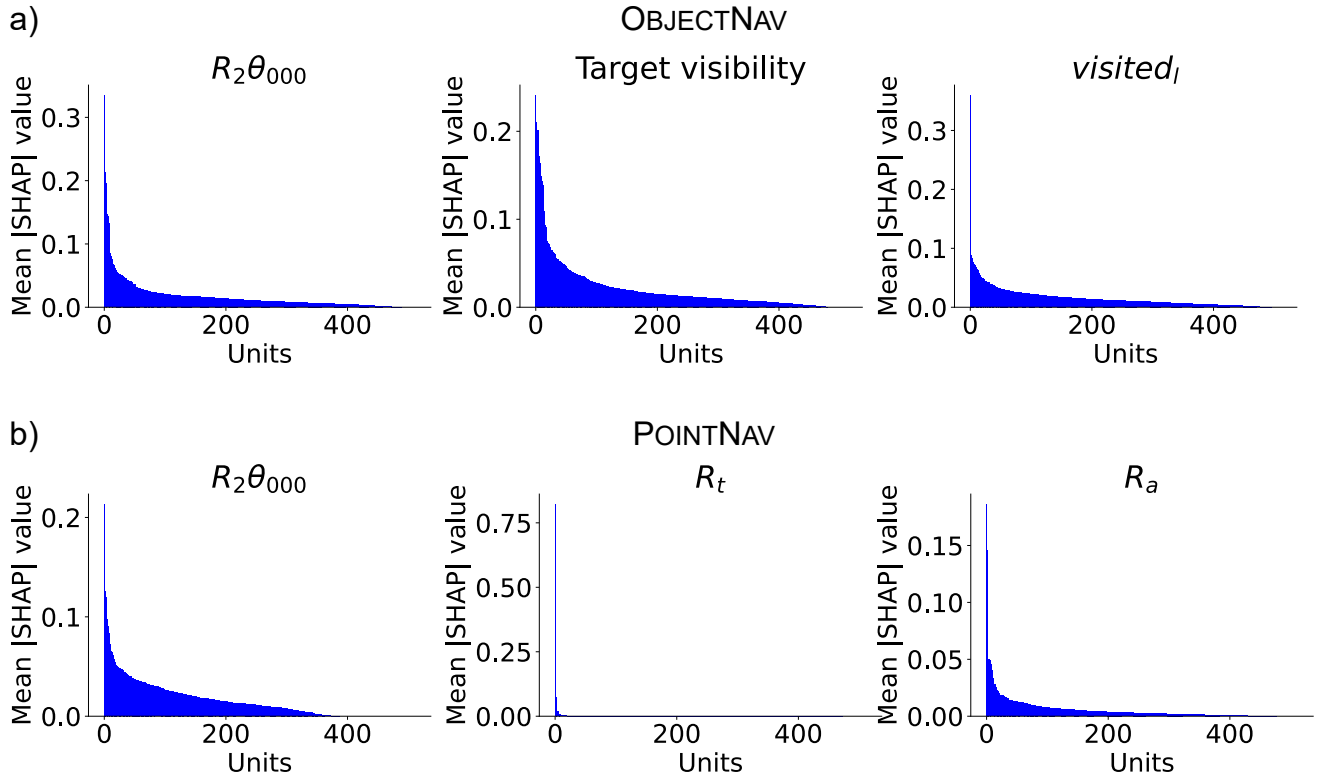 a)
OBJECTNAV
R₂θ₀₀₀
Mean |SHAP| value
0.3
0.2
0.1
0.0
0
200
400
Units
Target visibility
Mean |SHAP| value
0.2
0.1
0.0
0
200
400
Units
visitedₗ
Mean |SHAP| value
0.3
0.2
0.1
0.0
0
200
400
Units
b)
POINTNAV
R₂θ₀₀₀
Mean |SHAP| value
0.2
0.1
0.0
0
200
400
Units
Rₜ
Mean |SHAP| value
0.75
0.50
0.25
0.00
0
200
400
Units
Rₐ
Mean |SHAP| value
0.15
0.10
0.05
0.00
0
200
400
Units